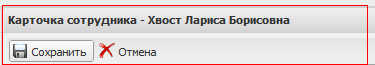 Карточка сотрудника - Хвост Лариса Борисовна
Сохранить Отмена